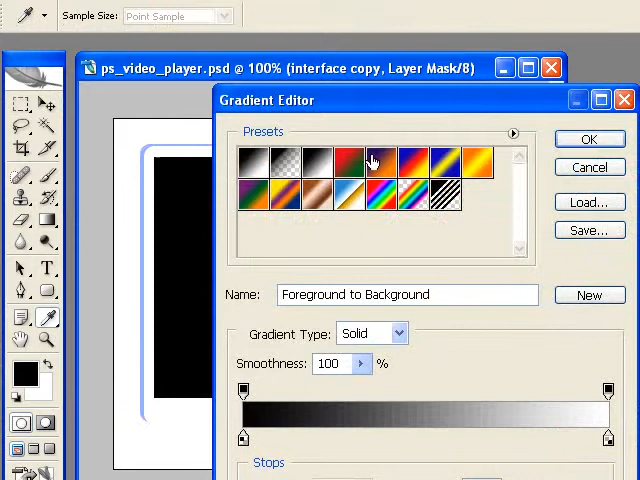 Sample Size: Point Sample
ps_video_player.psd @ 100% (interface copy, Layer Mask/8)
Gradient Editor
Presets
OK
Cancel
Load...
Save...
Name: Foreground to Background
New
Gradient Type: Solid
Smoothness: 100 %
T
Stops